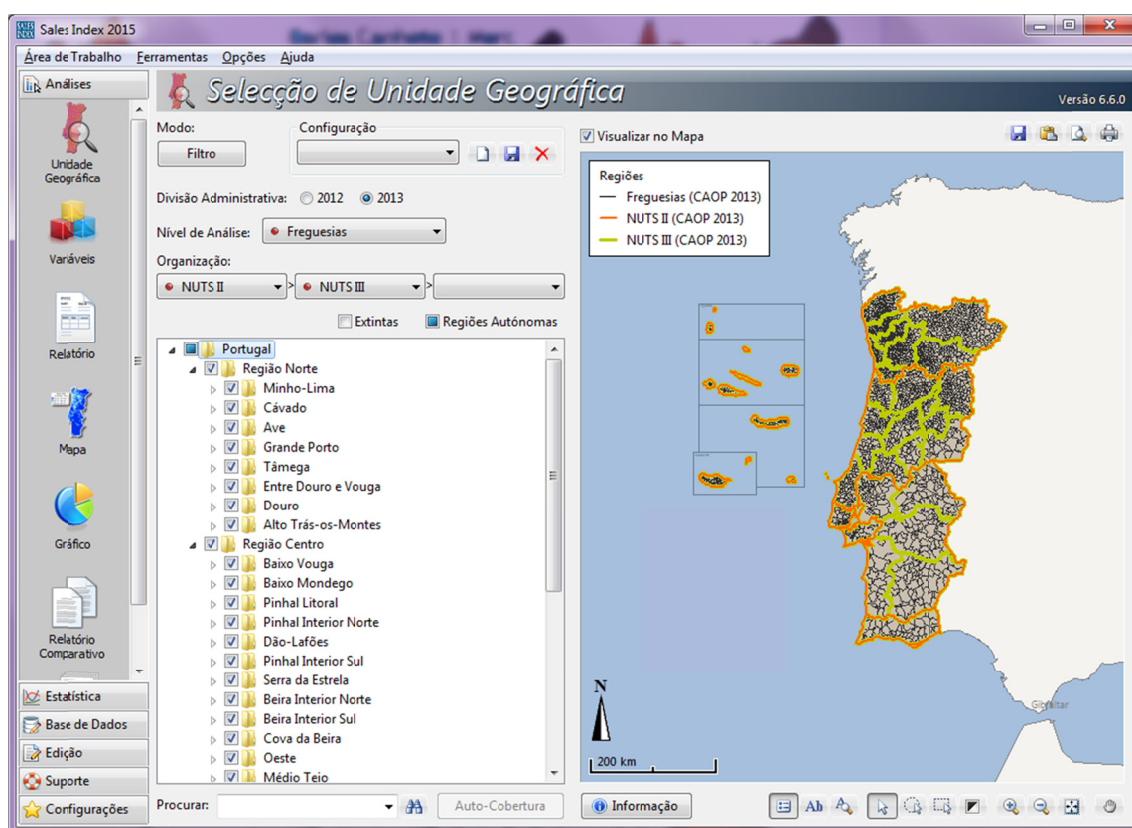 Sales Index 2015
Área de Trabalho Ferramentas Opções Ajuda
Análises
Selecção de Unidade Geográfica
Versão 6.6.0
Unidade
Geográfica
Variáveis
Relatório
Mapa
Gráfico
Relatório
Comparativo
Estatística
Base de Dados
Edição
Suporte
Configurações
Modo:
Configuração
Filtro
Divisão Administrativa: 2012 2013
Nível de Análise: Freguesias
Organização:
NUTS II > NUTS III >
Extintas Regiões Autónomas
Portugal
Região Norte
Minho-Lima
Cávado
Ave
Grande Porto
Tâmega
Entre Douro e Vouga
Douro
Alto Trás-os-Montes
Região Centro
Baixo Vouga
Baixo Mondego
Pinhal Litoral
Pinhal Interior Norte
Dão-Lafões
Pinhal Interior Sul
Serra da Estrela
Beira Interior Norte
Beira Interior Sul
Cova da Beira
Oeste
Médio Tejo
Procurar:
Auto-Cobertura
Visualizar no Mapa
Regiões
Freguesias (CAOP 2013)
NUTS II (CAOP 2013)
NUTS III (CAOP 2013)
Gibraltar
N
200 km
Informação
Ab